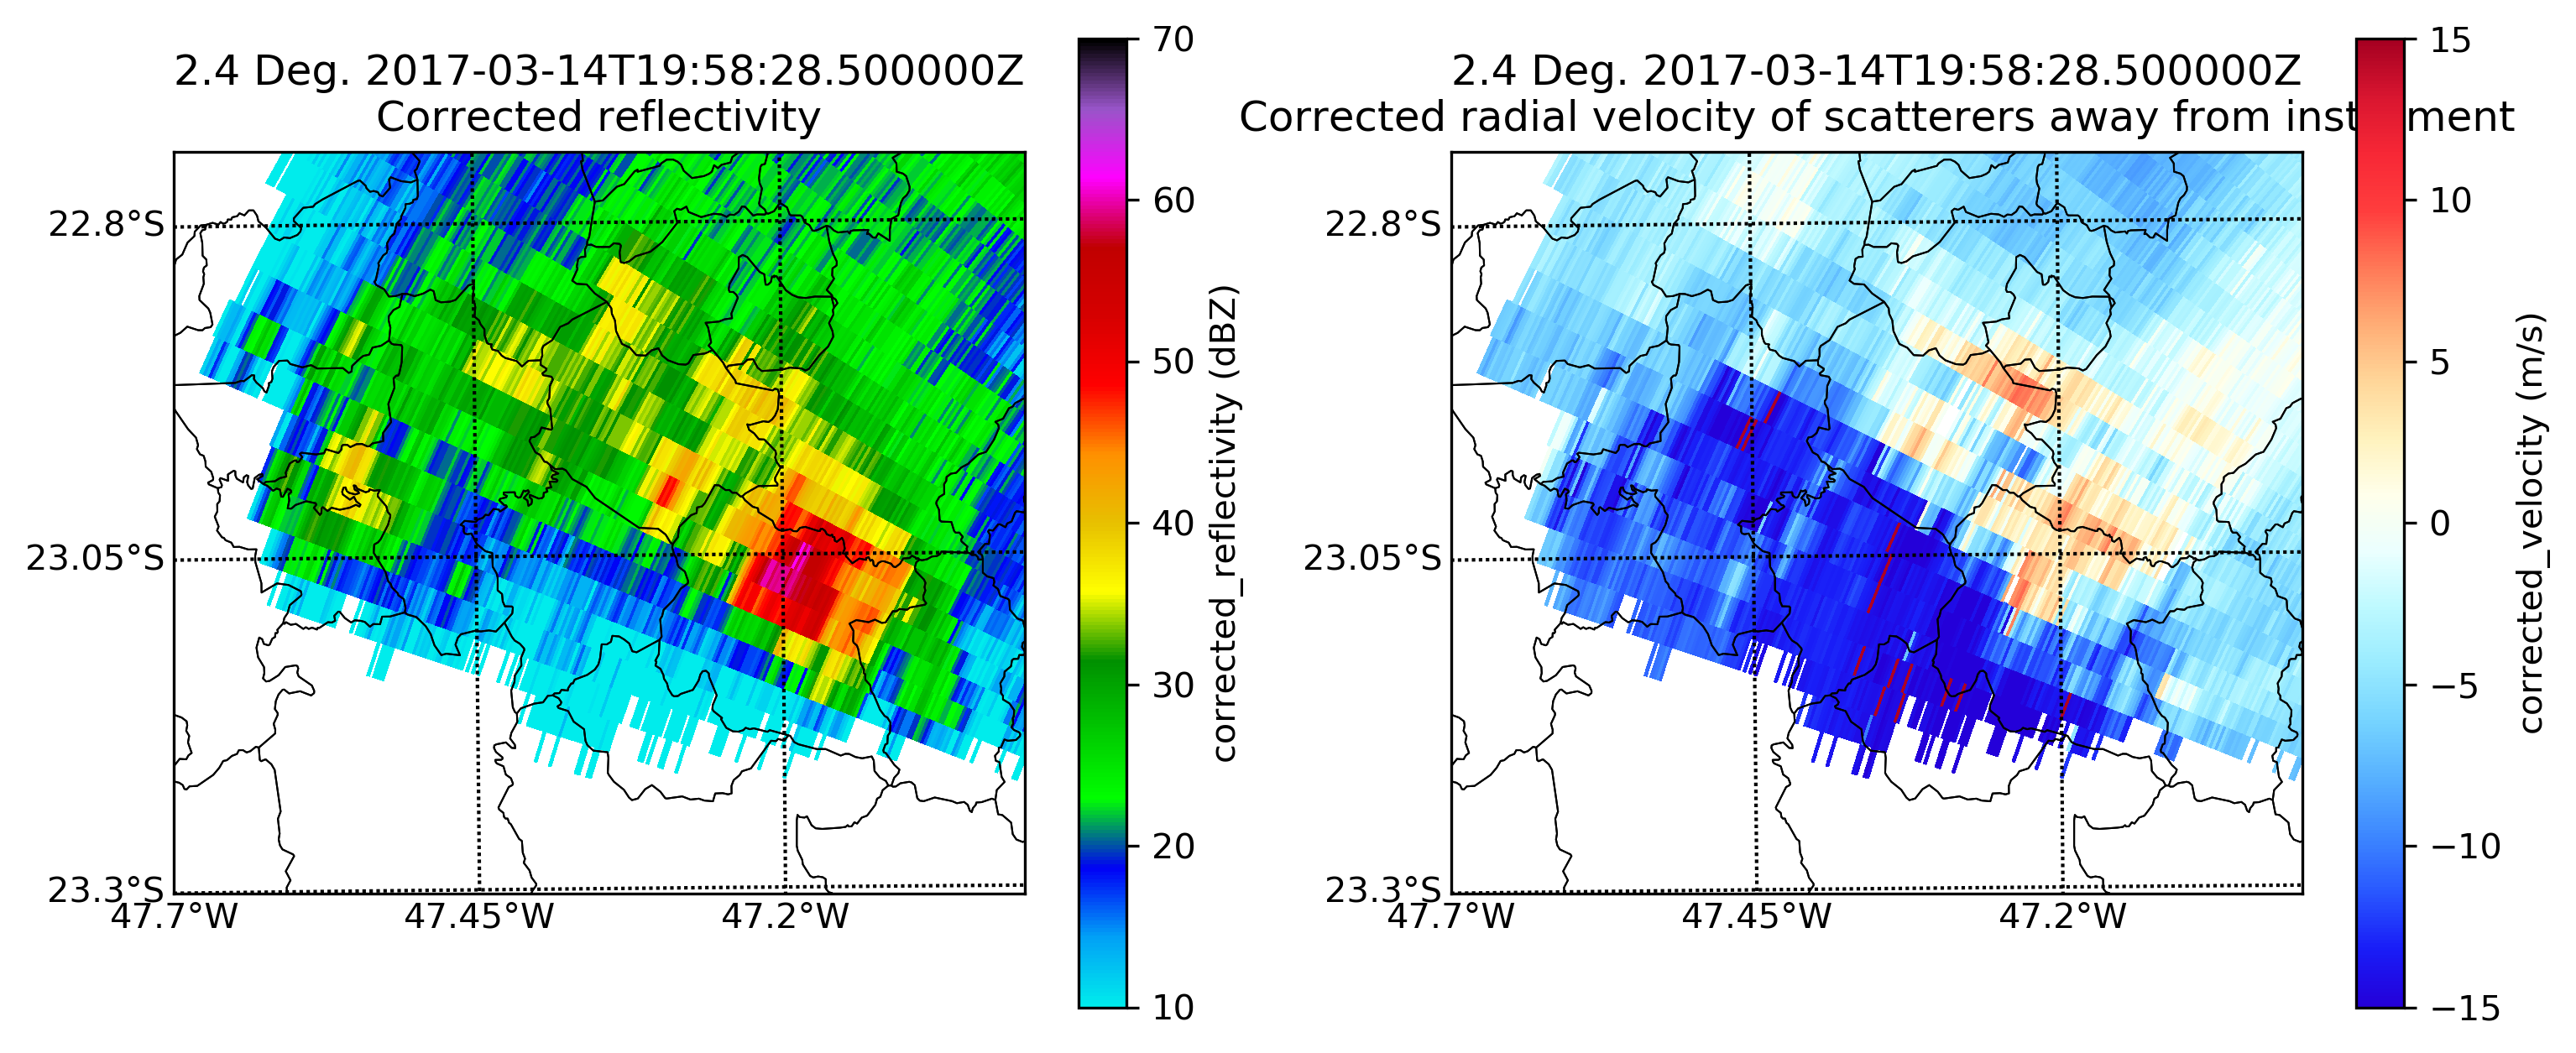 2.4 Deg. 2017-03-14T19:58:28.500000Z
Corrected reflectivity
22.8°S
23.05°S
23.3°S
47.7°W
47.45°W
47.2°W
70
60
50
40
30
20
10
corrected_reflectivity (dBZ)
2.4 Deg. 2017-03-14T19:58:28.500000Z
Corrected radial velocity of scatterers away from inst ment
22.8°S
23.05°S
23.3°S
47.7°W
47.45°W
47.2°W
15
10
5
0
−5
−10
−15
corrected_velocity (m/s)